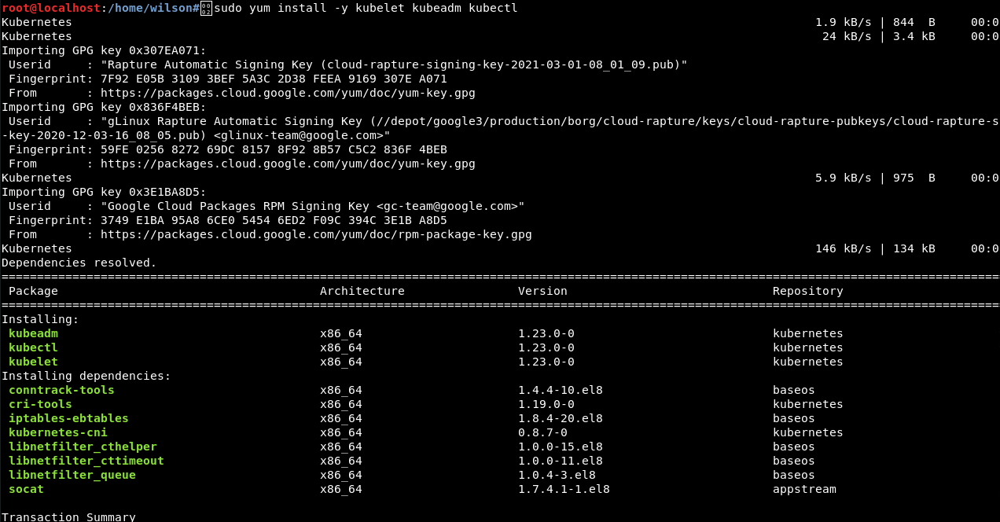 root@localhost:/home/wilson# sudo yum install -y kubelet kubeadm kubectl
Kubernetes 1.9 kB/s | 844 B 00:0
Kubernetes 24 kB/s | 3.4 kB 00:0
Importing GPG key 0x307EA071:
Userid : "Rapture Automatic Signing Key (cloud-rapture-signing-key-2021-03-01-08_01_09.pub)"
Fingerprint: 7F92 E05B 3109 3BEF 5A3C 2D38 FEEA 9169 307E A071
From : https://packages.cloud.google.com/yum/doc/yum-key.gpg
Importing GPG key 0x836F4BEB:
Userid : "gLinux Rapture Automatic Signing Key (//depot/google3/production/borg/cloud-rapture/keys/cloud-rapture-pubkeys/cloud-rapture-s
-key-2020-12-03-16_08_05.pub) <glinux-team@google.com>"
Fingerprint: 59FE 0256 8272 69DC 8157 8F92 8B57 C5C2 836F 4BEB
From : https://packages.cloud.google.com/yum/doc/yum-key.gpg
Kubernetes 5.9 kB/s | 975 B 00:0
Importing GPG key 0x3E1BA8D5:
Userid : "Google Cloud Packages RPM Signing Key <gc-team@google.com>"
Fingerprint: 3749 E1BA 95A8 6CE0 5454 6ED2 F09C 394C 3E1B A8D5
From : https://packages.cloud.google.com/yum/doc/rpm-package-key.gpg
Kubernetes 146 kB/s | 134 kB 00:0
Dependencies resolved.
Package Architecture Version Repository
Installing:
kubeadm x86_64 1.23.0-0 kubernetes
kubectl x86_64 1.23.0-0 kubernetes
kubelet x86_64 1.23.0-0 kubernetes
Installing dependencies:
conntrack-tools x86_64 1.4.4-10.el8 baseos
cri-tools x86_64 1.19.0-0 kubernetes
iptables-ebtables x86_64 1.8.4-20.el8 baseos
kubernetes-cni x86_64 0.8.7-0 kubernetes
libnetfilter_cthelper x86_64 1.0.0-15.el8 baseos
libnetfilter_cttimeout x86_64 1.0.0-11.el8 baseos
libnetfilter_queue x86_64 1.0.4-3.el8 baseos
socat x86_64 1.7.4.1-1.el8 appstream
Transaction Summary